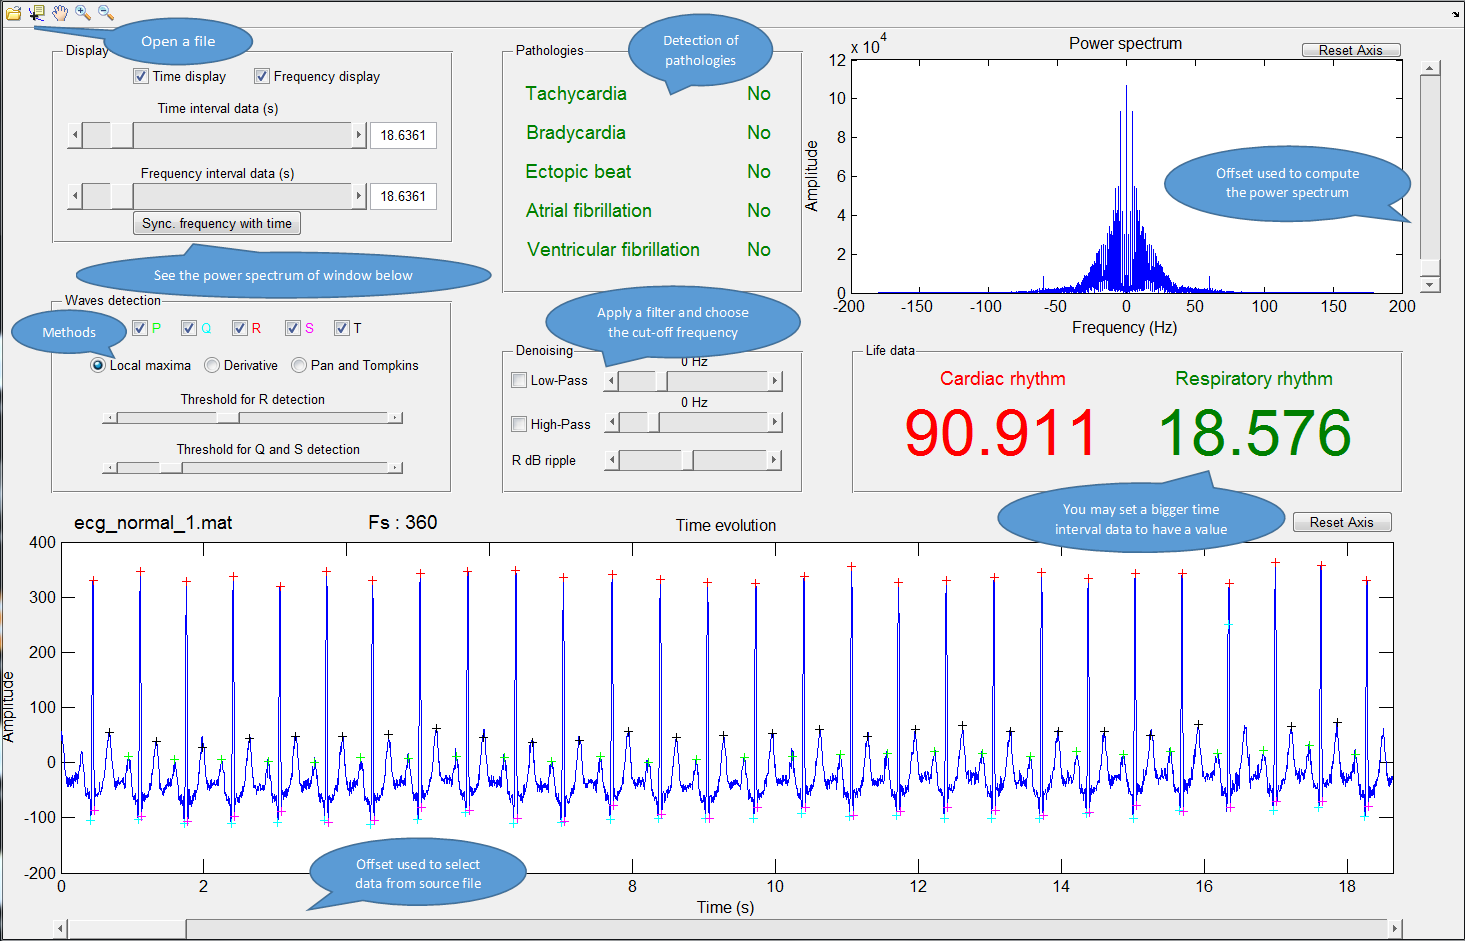 Open a file
Display
Time display
Frequency display
Time interval data (s)
18.6361
Frequency interval data (s)
18.6361
Sync. frequency with time
See the power spectrum of window below
Pathologies
Detection of
pathologies
Tachycardia No
Bradycardia No
Ectopic beat No
Atrial fibrillation No
Ventricular fibrillation No
Power spectrum
Reset Axis
x 10^4
12
10
8
6
4
2
0
Amplitude
-200 -150 -100 -50 0 50 100 150 200
Frequency (Hz)
Offset used to compute
the power spectrum
Waves detection
Methods
P Q R S T
Local maxima Derivative Pan and Tompkins
Threshold for R detection
Threshold for Q and S detection
Apply a filter and choose
the cut-off frequency
Denoising
0 Hz
Low-Pass
0 Hz
High-Pass
R dB ripple
Life data
Cardiac rhythm Respiratory rhythm
90.911 18.576
You may set a bigger time
interval data to have a value
Reset Axis
ecg_normal_1.mat Fs : 360
Time evolution
400
300
200
100
0
-100
-200
Amplitude
0 2 6 8 10 12 14 16 18
Time (s)
Offset used to select
data from source file